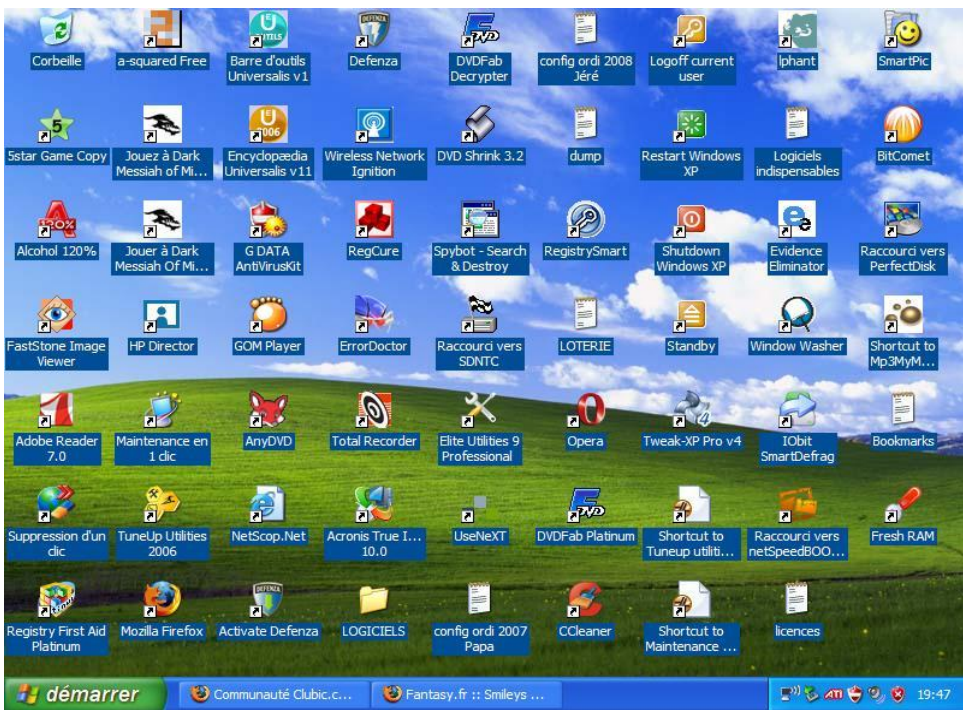 Corbeille
a-squared Free
Barre d'outils
Universalis v1
Defenza
DVDFab
Decrypter
config ordi 2008
Jéré
Logoff current
user
lphant
SmartPic
5star Game Copy
Jouez à Dark
Messiah of Mi...
Encyclopædia
Universalis v11
Wireless Network
Ignition
DVD Shrink 3.2
dump
Restart Windows
XP
Logiciels
indispensables
BitComet
Alcohol 120%
Jouer à Dark
Messiah Of Mi...
G DATA
AntiVirusKit
RegCure
Spybot - Search
& Destroy
RegistrySmart
Shutdown
Windows XP
Evidence
Eliminator
Raccourci vers
PerfectDisk
FastStone Image
Viewer
HP Director
GOM Player
ErrorDoctor
Raccourci vers
SDNTC
LOTERIE
Standby
Window Washer
Shortcut to
Mp3MyM...
Adobe Reader
7.0
Maintenance en
1 clic
AnyDVD
Total Recorder
Elite Utilities 9
Professional
Opera
Tweak-XP Pro v4
IObit
SmartDefrag
Bookmarks
Suppression d'un
clic
TuneUp Utilities
2006
NetScop.Net
Acronis True I...
10.0
UseNeXT
DVDFab Platinum
Shortcut to
Tuneup utiliti...
Raccourci vers
netSpeedBOO...
Fresh RAM
Registry First Aid
Platinum
Mozilla Firefox
Activate Defenza
LOGICIELS
config ordi 2007
Papa
CCleaner
Shortcut to
Maintenance ...
licences
démarrer
Communauté Clubic.c...
Fantasy.fr :: Smileys ...
19:47